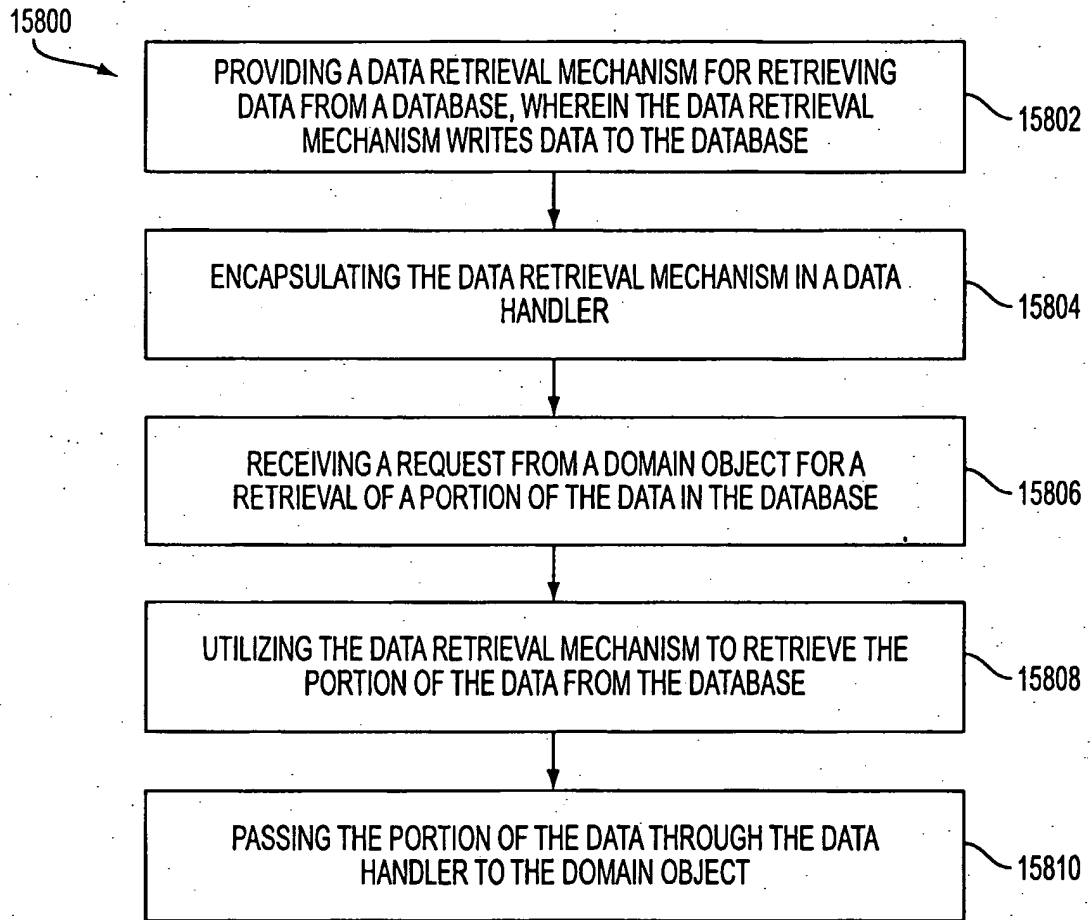 15800
PROVIDING A DATA RETRIEVAL MECHANISM FOR RETRIEVING
DATA FROM A DATABASE, WHEREIN THE DATA RETRIEVAL
MECHANISM WRITES DATA TO THE DATABASE
15802
ENCAPSULATING THE DATA RETRIEVAL MECHANISM IN A DATA
HANDLER
15804
RECEIVING A REQUEST FROM A DOMAIN OBJECT FOR A
RETRIEVAL OF A PORTION OF THE DATA IN THE DATABASE
15806
UTILIZING THE DATA RETRIEVAL MECHANISM TO RETRIEVE THE
PORTION OF THE DATA FROM THE DATABASE
15808
PASSING THE PORTION OF THE DATA THROUGH THE DATA
HANDLER TO THE DOMAIN OBJECT
15810